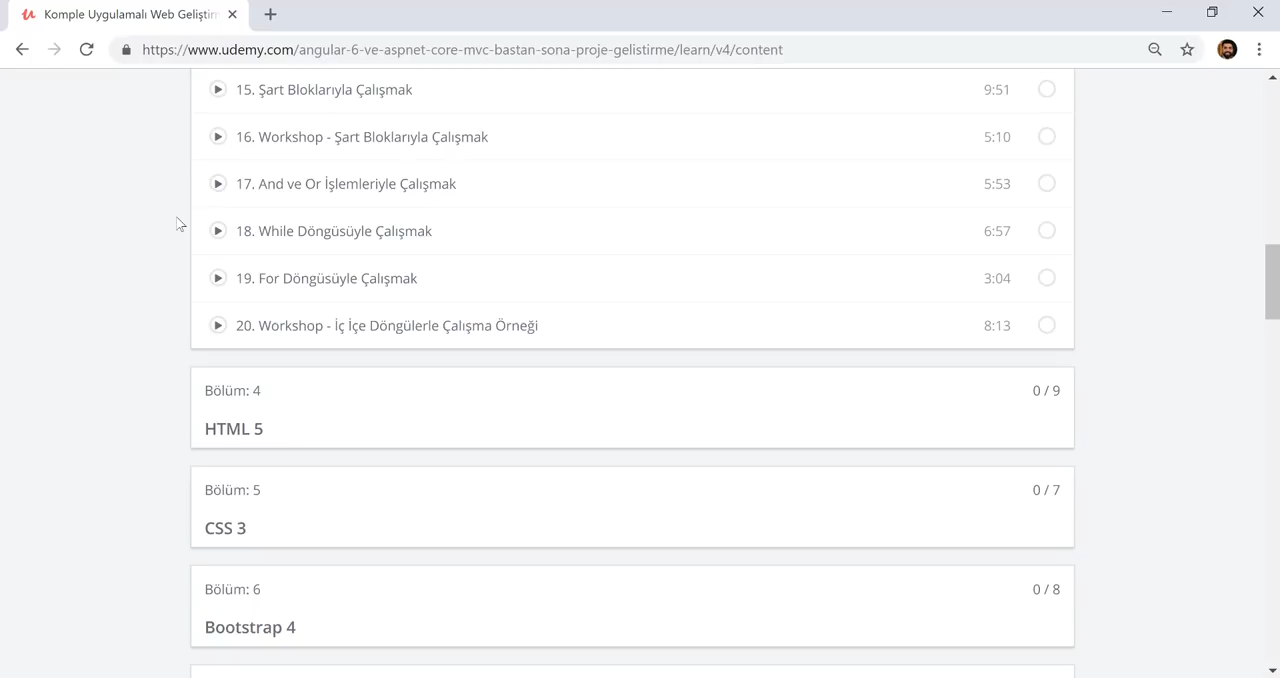 Komple Uygulamalı Web Geliştirm
https://www.udemy.com/angular-6-ve-aspnet-core-mvc-bastan-sona-proje-gelistirme/learn/v4/content
15. Şart Bloklarıyla Çalışmak 9:51
16. Workshop - Şart Bloklarıyla Çalışmak 5:10
17. And ve Or İşlemleriyle Çalışmak 5:53
18. While Döngüsüyle Çalışmak 6:57
19. For Döngüsüyle Çalışmak 3:04
20. Workshop - İç İçe Döngülerle Çalışma Örneği 8:13
Bölüm: 4 0 / 9
HTML 5
Bölüm: 5 0 / 7
CSS 3
Bölüm: 6 0 / 8
Bootstrap 4